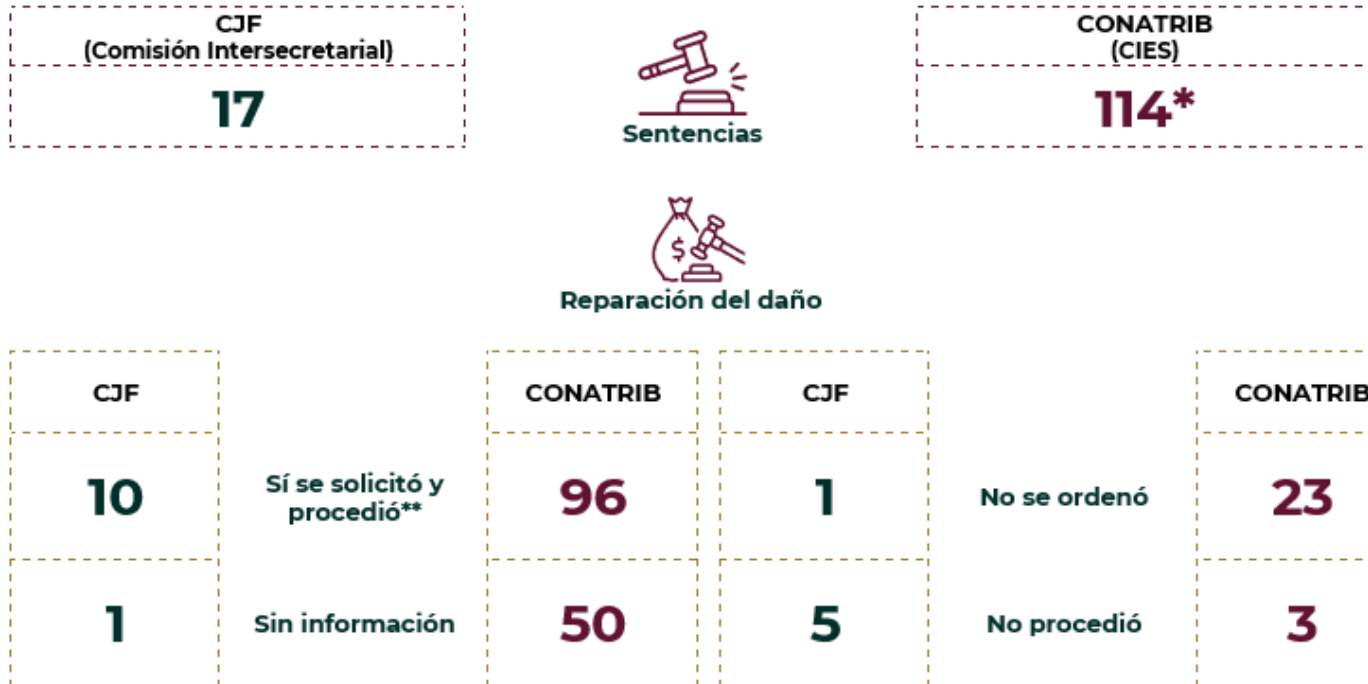 CJF
(Comisión Intersecretarial)
17
Sentencias
CONATRIB
(CIES)
114*
$
Reparación del daño
CJF
CONATRIB
CJF
CONATRIB
10
Sí se solicitó y
procedió**
96
1
No se ordenó
23
1
Sin información
50
5
No procedió
3